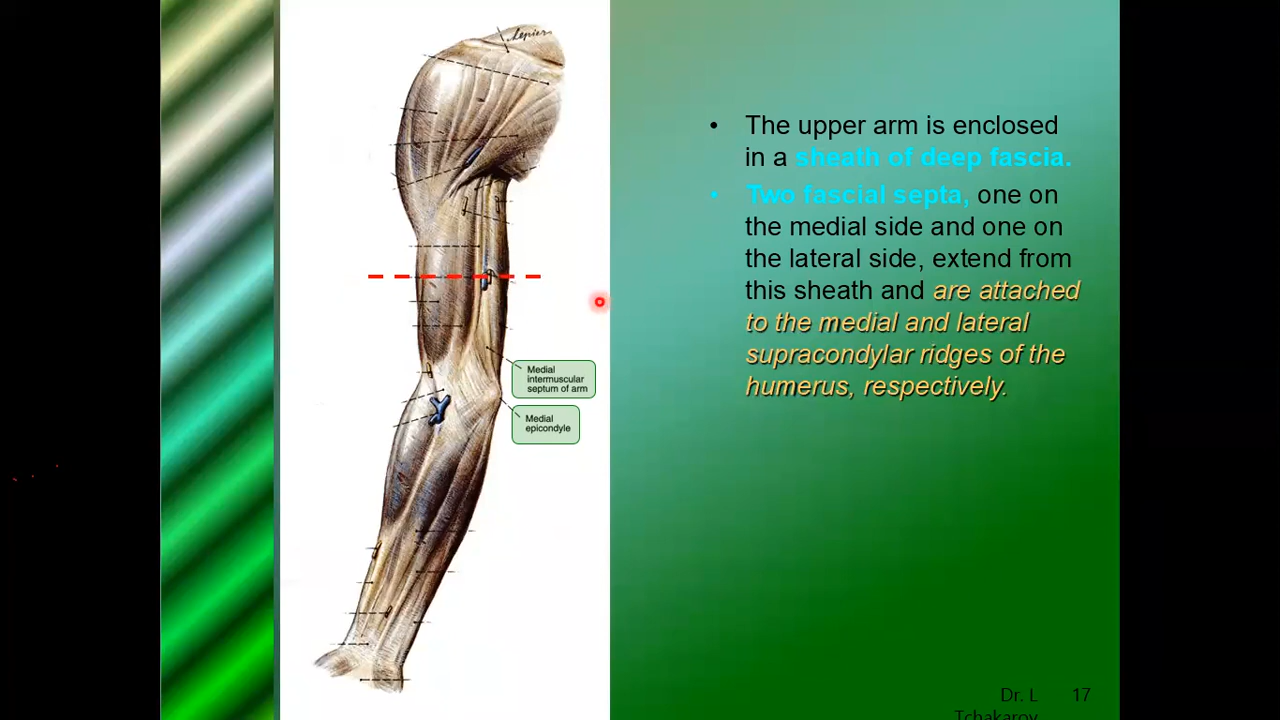 Lepier
Medial
intermuscular
septum of arm
Medial
epicondyle
• The upper arm is enclosed
in a sheath of deep fascia.
• Two fascial septa, one on
the medial side and one on
the lateral side, extend from
this sheath and are attached
to the medial and lateral
supracondylar ridges of the
humerus, respectively.
Dr. L 17
Tchakarov